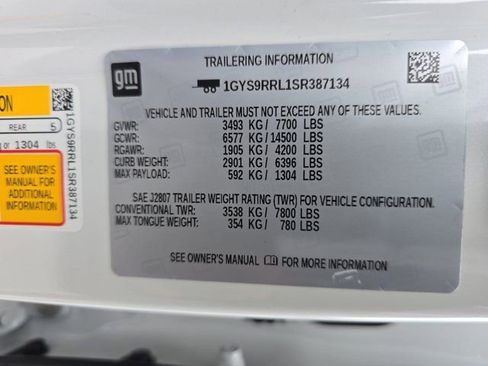 TRAILERING INFORMATION
gm
1GYS9RRL1SR387134
VEHICLE AND TRAILER MUST NOT EXCEED ANY OF THESE VALUES.
GVWR: 3493 KG / 7700 LBS
GCWR: 6577 KG/ 14500 LBS
RGAWR: 1905 KG / 4200 LBS
CURB WEIGHT: 2901 KG / 6396 LBS
MAX PAYLOAD: 592 KG / 1304 LBS
SAE J2807 TRAILER WEIGHT RATING (TWR) FOR VEHICLE CONFIGURATION.
CONVENTIONAL TWR: 3538 KG / 7800 LBS
MAX TONGUE WEIGHT: 354 KG / 780 LBS
SEE OWNER'S MANUAL FOR MORE INFORMATION
ON
REAR 5
or 1304 lbs
SEE OWNER'S
MANUAL FOR
ADDITIONAL
INFORMATION
1GYS9RRL1SR387134